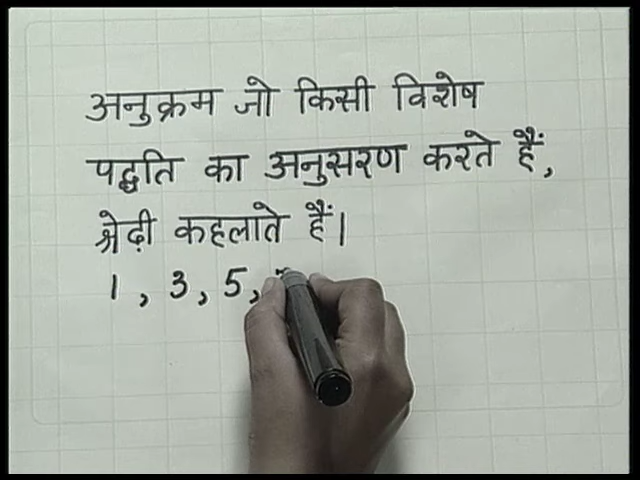 अनुक्रम जो किसी विशेष
पद्धति का अनुसरण करते हैं,
श्रेढ़ी कहलाते हैं।
1, 3, 5,